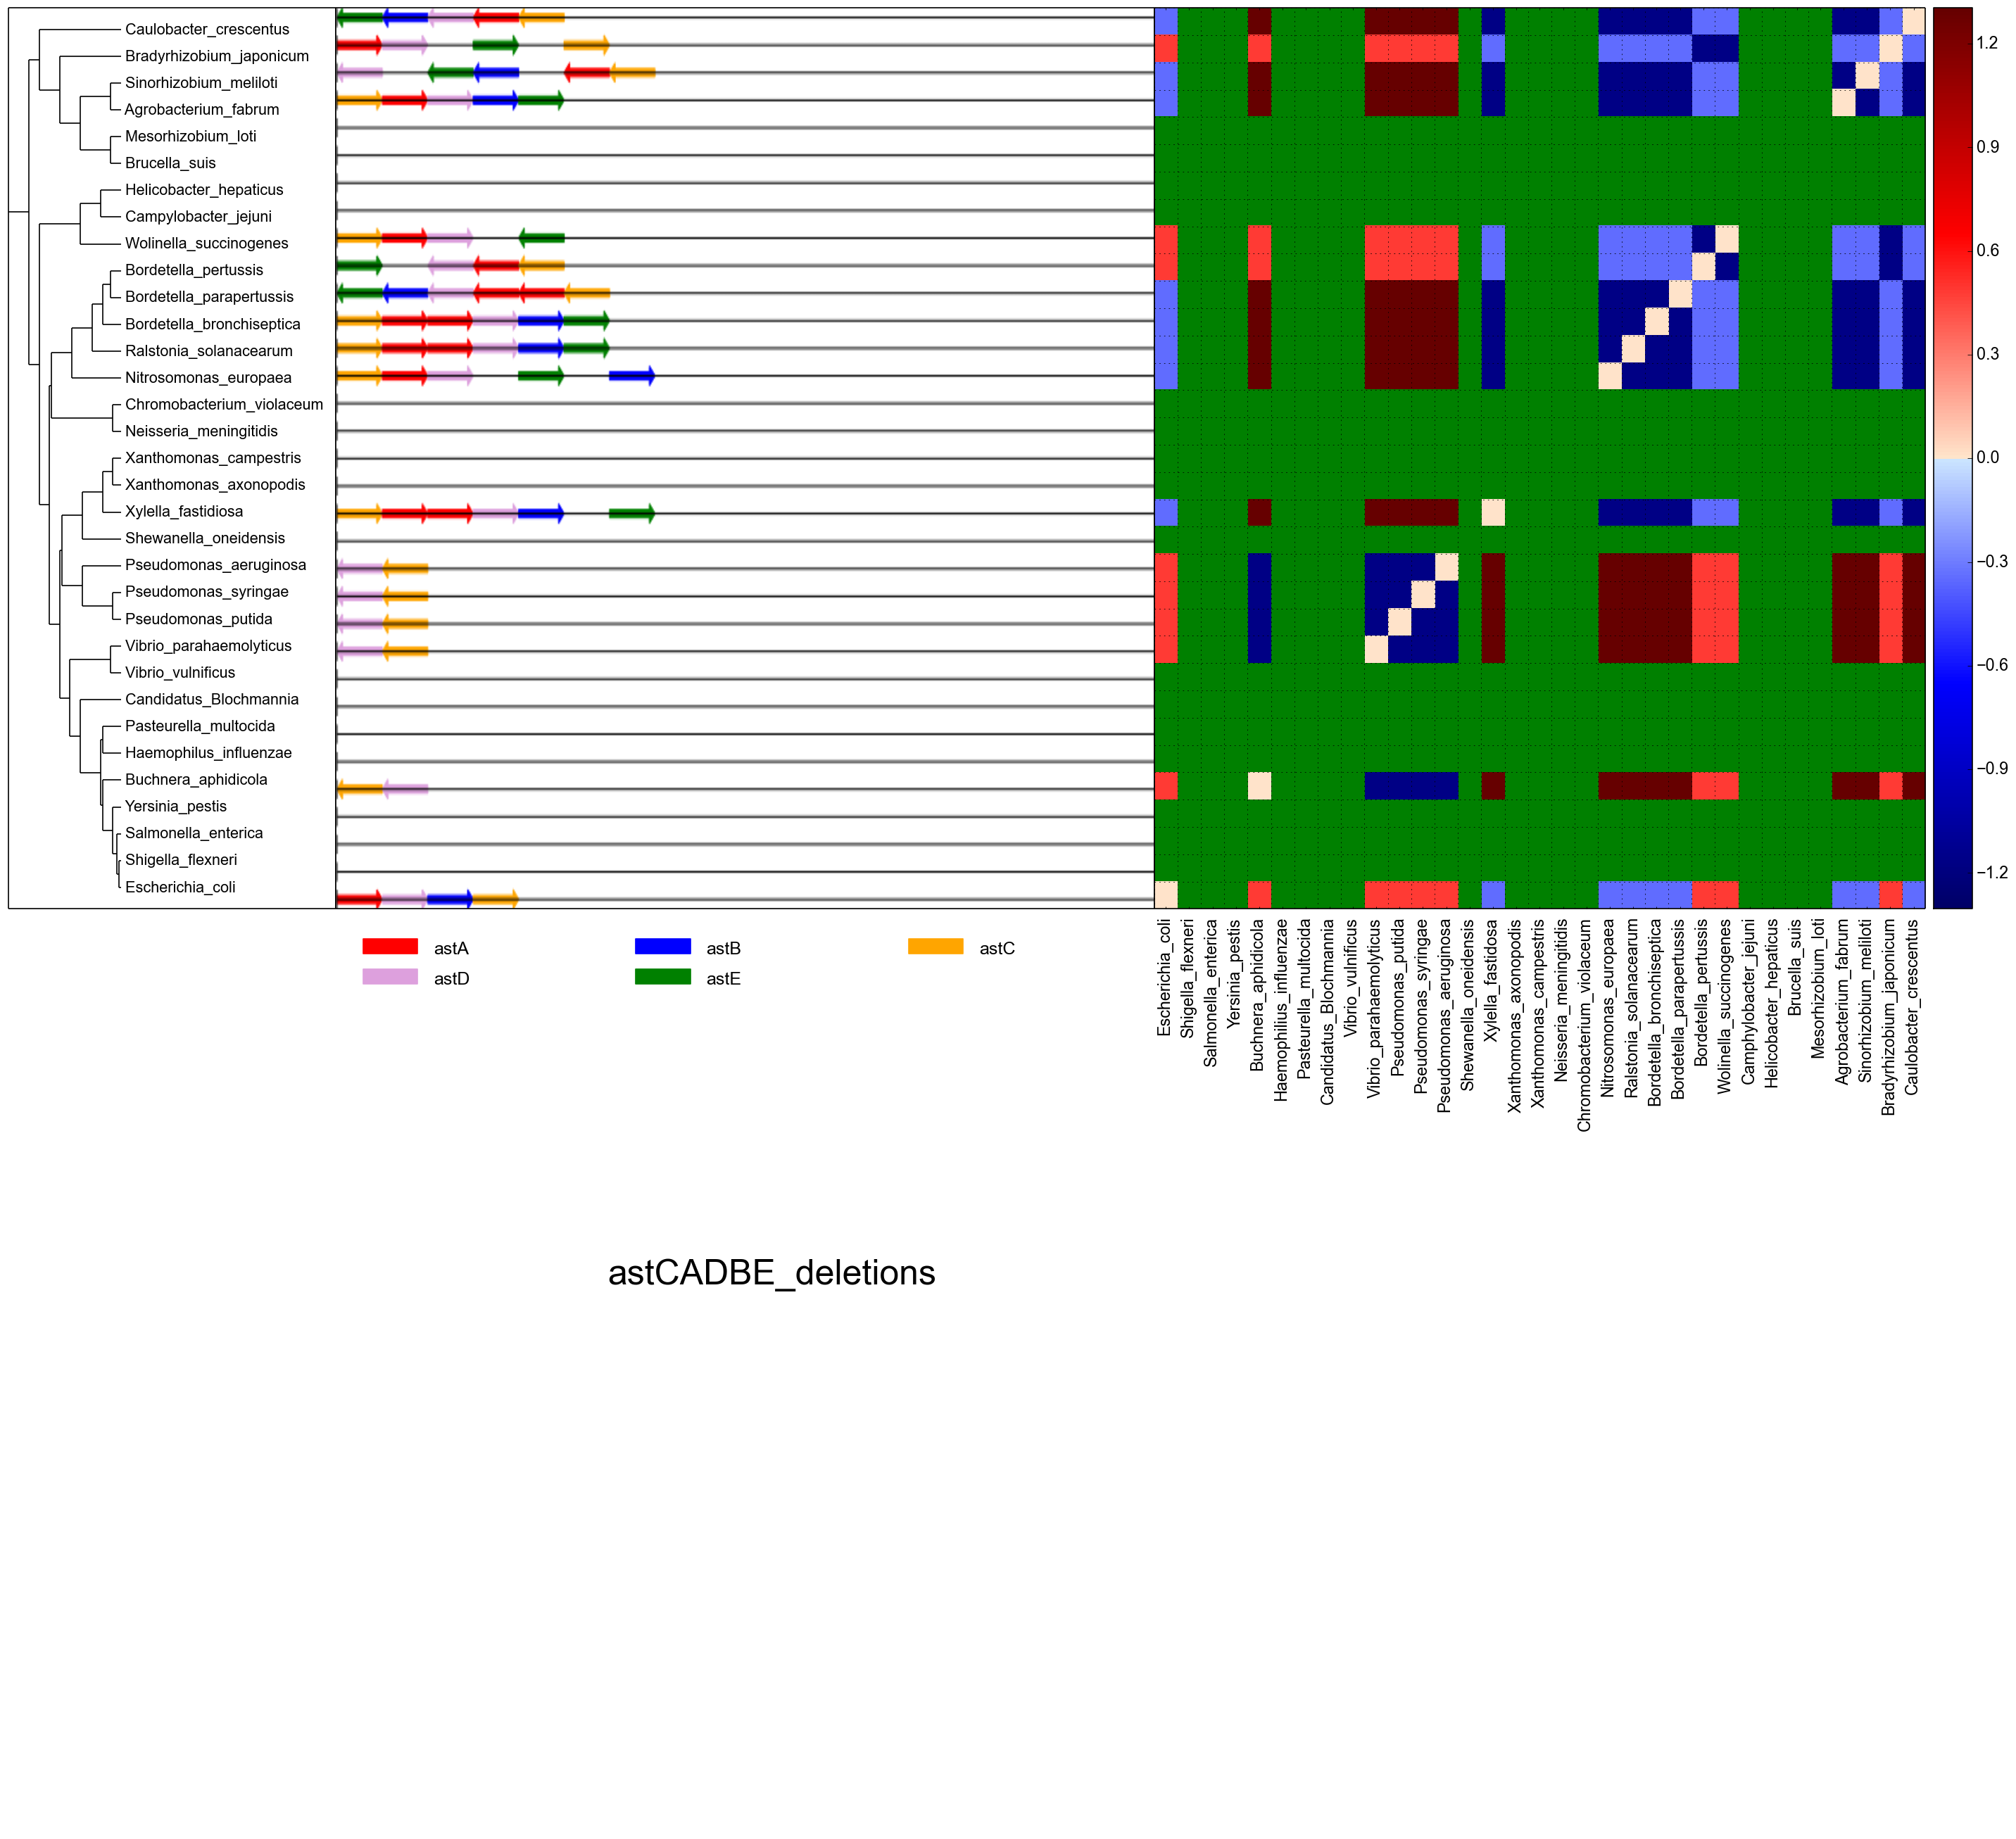 Caulobacter_crescentus
Bradyrhizobium_japonicum
Sinorhizobium_meliloti
Agrobacterium_fabrum
Mesorhizobium_loti
Brucella_suis
Helicobacter_hepaticus
Campylobacter_jejuni
Wolinella_succinogenes
Bordetella_pertussis
Bordetella_parapertussis
Bordetella_bronchiseptica
Ralstonia_solanacearum
Nitrosomonas_europaea
Chromobacterium_violaceum
Neisseria_meningitidis
Xanthomonas_campestris
Xanthomonas_axonopodis
Xylella_fastidiosa
Shewanella_oneidensis
Pseudomonas_aeruginosa
Pseudomonas_syringae
Pseudomonas_putida
Vibrio_parahaemolyticus
Vibrio_vulnificus
Candidatus_Blochmannia
Pasteurella_multocida
Haemophilus_influenzae
Buchnera_aphidicola
Yersinia_pestis
Salmonella_enterica
Shigella_flexneri
Escherichia_coli
1.2
0.9
0.6
0.3
0.0
−0.3
−0.6
−0.9
−1.2
Escherichia_coli
Shigella_flexneri
Salmonella_enterica
Yersinia_pestis
Buchnera_aphidicola
Haemophilius_influenzae
Pasteurella_multocida
Candidatus_Blochmannia
Vibrio_vulnificus
Vibrio_parahaemolyticus
Pseudomonas_putida
Pseudomonas_syringae
Pseudomonas_aeruginosa
Shewanella_oneidensis
Xylella_fastidosa
Xanthomonas_axonopodis
Xanthomonas_campestris
Neisseria_meningitidis
Chromobacterium_violaceum
Nitrosomonas_europaea
Ralstonia_solanacearum
Bordetella_bronchiseptica
Bordetella_parapertussis
Bordetella_pertussis
Wolinella_succinogenes
Camphylobacter_jejuni
Helicobacter_hepaticus
Brucella_suis
Mesorhizobium_loti
Agrobacterium_fabrum
Sinorhizobium_meliloti
Bradyrhizobium_japonicum
Caulobacter_crescentus
astA astB astC
astD astE
astCADBE_deletions